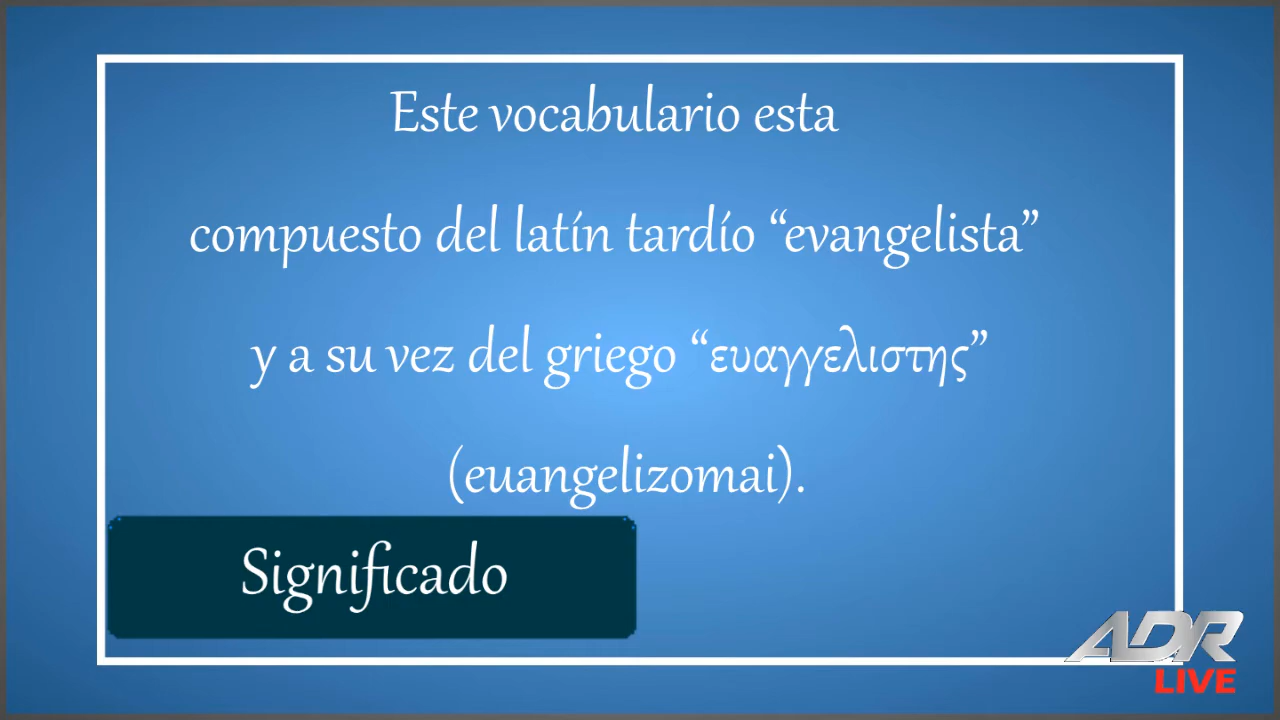 Este vocabulario esta
compuesto del latín tardío “evangelista”
y a su vez del griego “ευαγγελιστης”
(euangelizomai).
Significado
ADR
LIVE